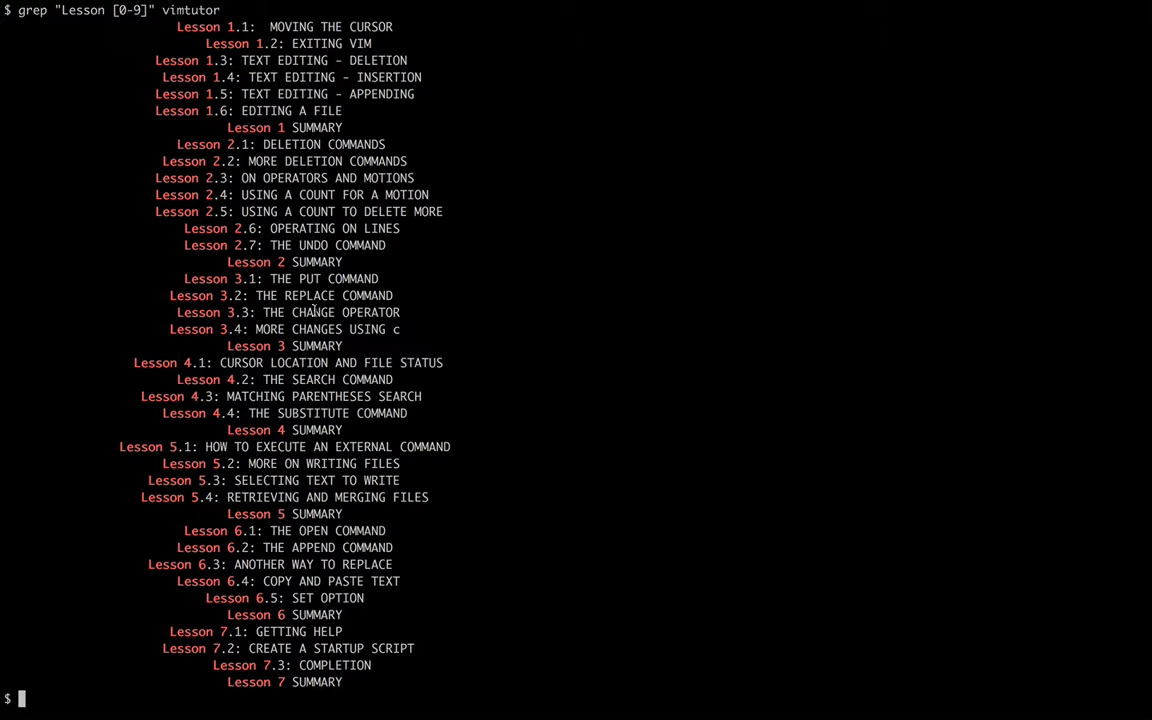 $ grep "Lesson [0-9]" vimtutor
Lesson 1.1:  MOVING THE CURSOR
Lesson 1.2: EXITING VIM
Lesson 1.3: TEXT EDITING - DELETION
Lesson 1.4: TEXT EDITING - INSERTION
Lesson 1.5: TEXT EDITING - APPENDING
Lesson 1.6: EDITING A FILE
Lesson 1 SUMMARY
Lesson 2.1: DELETION COMMANDS
Lesson 2.2: MORE DELETION COMMANDS
Lesson 2.3: ON OPERATORS AND MOTIONS
Lesson 2.4: USING A COUNT FOR A MOTION
Lesson 2.5: USING A COUNT TO DELETE MORE
Lesson 2.6: OPERATING ON LINES
Lesson 2.7: THE UNDO COMMAND
Lesson 2 SUMMARY
Lesson 3.1: THE PUT COMMAND
Lesson 3.2: THE REPLACE COMMAND
Lesson 3.3: THE CHANGE OPERATOR
Lesson 3.4: MORE CHANGES USING c
Lesson 3 SUMMARY
Lesson 4.1: CURSOR LOCATION AND FILE STATUS
Lesson 4.2: THE SEARCH COMMAND
Lesson 4.3: MATCHING PARENTHESES SEARCH
Lesson 4.4: THE SUBSTITUTE COMMAND
Lesson 4 SUMMARY
Lesson 5.1: HOW TO EXECUTE AN EXTERNAL COMMAND
Lesson 5.2: MORE ON WRITING FILES
Lesson 5.3: SELECTING TEXT TO WRITE
Lesson 5.4: RETRIEVING AND MERGING FILES
Lesson 5 SUMMARY
Lesson 6.1: THE OPEN COMMAND
Lesson 6.2: THE APPEND COMMAND
Lesson 6.3: ANOTHER WAY TO REPLACE
Lesson 6.4: COPY AND PASTE TEXT
Lesson 6.5: SET OPTION
Lesson 6 SUMMARY
Lesson 7.1: GETTING HELP
Lesson 7.2: CREATE A STARTUP SCRIPT
Lesson 7.3: COMPLETION
Lesson 7 SUMMARY
$